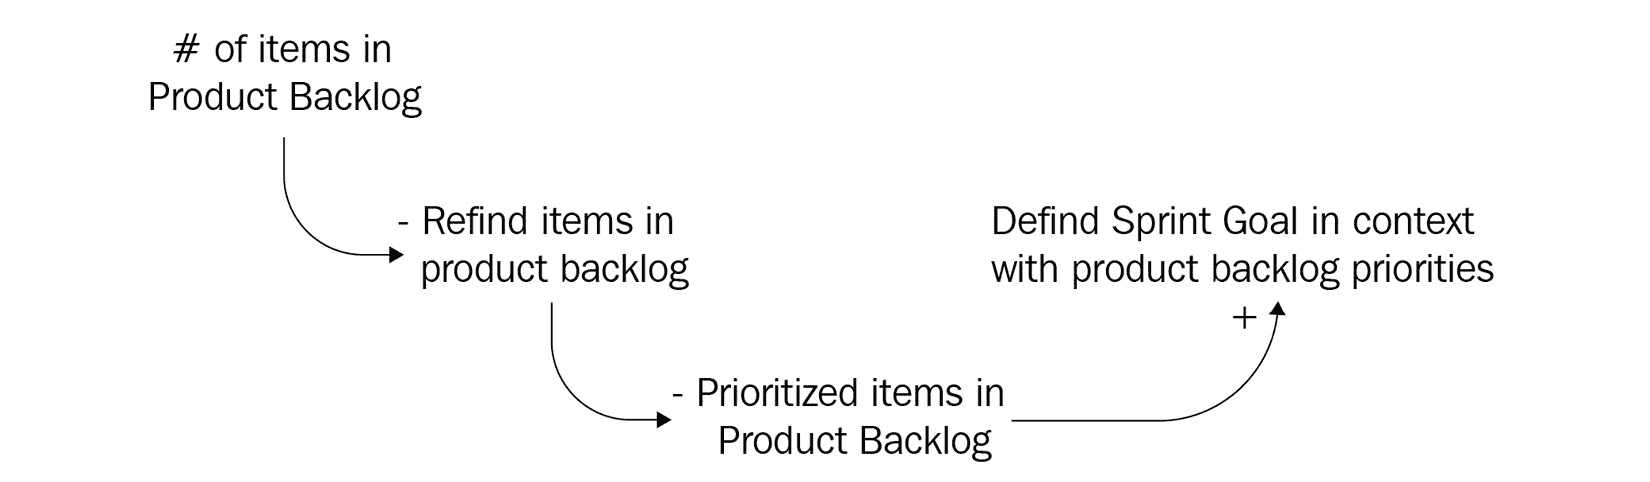 # of items in
Product Backlog
- Refind items in
product backlog
Defind Sprint Goal in context
with product backlog priorities
+
- Prioritized items in
Product Backlog